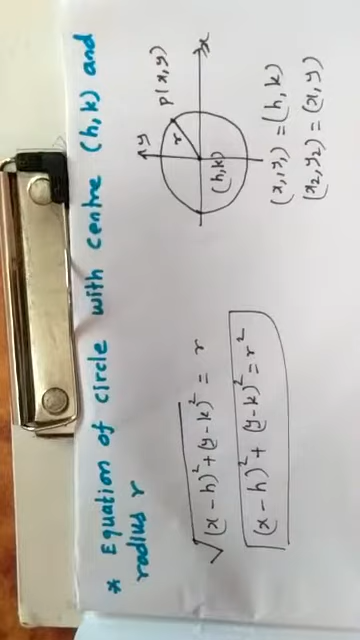 * Equation of circle with centre (h,k) and
radius r
y
x
P(x,y)
r
(h,k)
√(x-h)²+(y-k)² = r
(x-h)²+(y-k)²=r²
(x₁,y₁)=(h,k)
(x₂,y₂)=(x,y)